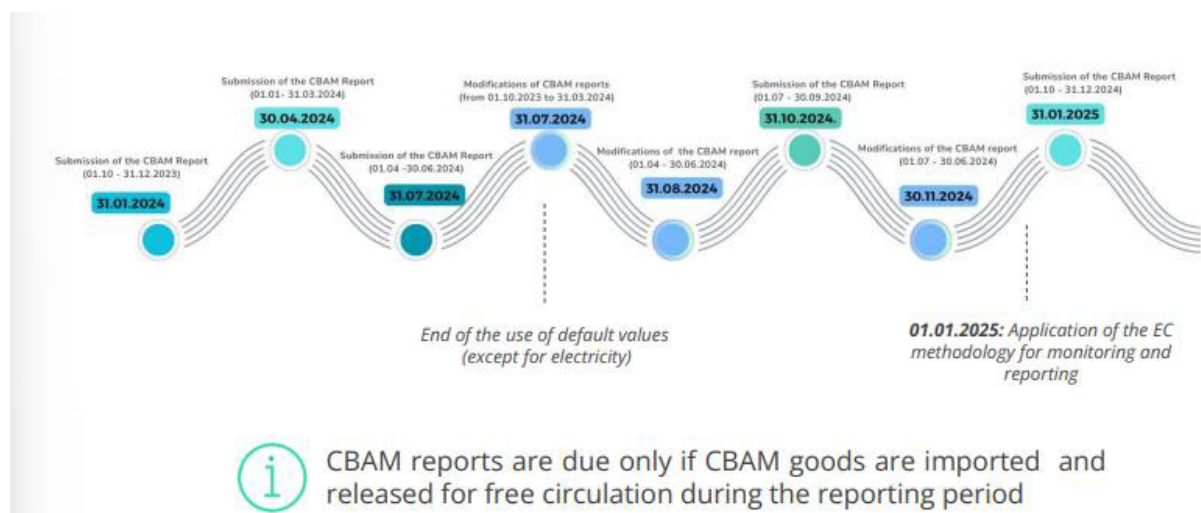 Submission of the CBAM Report
(01.10 - 31.12.2023)
31.01.2024
Submission of the CBAM Report
(01.01- 31.03.2024)
30.04.2024
Submission of the CBAM Report
(01.04 -30.06.2024)
31.07.2024
Modifications of CBAM reports
(from 01.10.2023 to 31.03.2024)
31.07.2024
Modifications of the CBAM report
(01.04 - 30.06.2024)
31.08.2024
Submission of the CBAM Report
(01.07 - 30.09.2024)
31.10.2024.
Modifications of the CBAM report
(01.07 - 30.06.2024)
30.11.2024
Submission of the CBAM Report
(01.10 - 31.12.2024)
31.01.2025
End of the use of default values
(except for electricity)
01.01.2025: Application of the EC
methodology for monitoring and
reporting
i
CBAM reports are due only if CBAM goods are imported and
released for free circulation during the reporting period